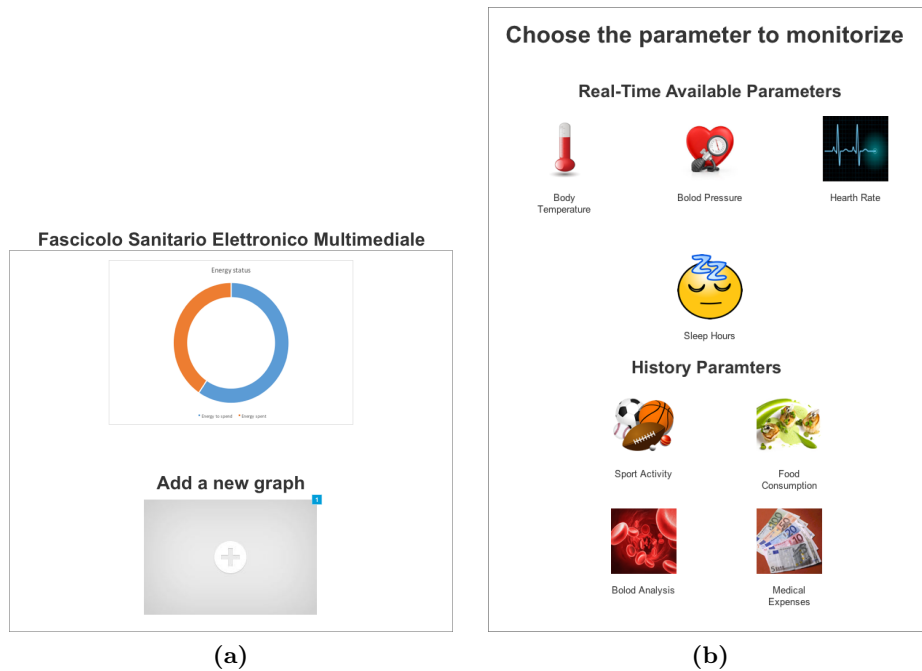 Fascicolo Sanitario Elettronico Multimediale
Energy status
Energy to spend Energy spent
Add a new graph
1
(a)
Choose the parameter to monitorize
Real-Time Available Parameters
Body
Temperature
Bolod Pressure
Hearth Rate
Sleep Hours
History Paramters
Sport Activity
Food
Consumption
Bolod Analysis
Medical
Expenses
(b)